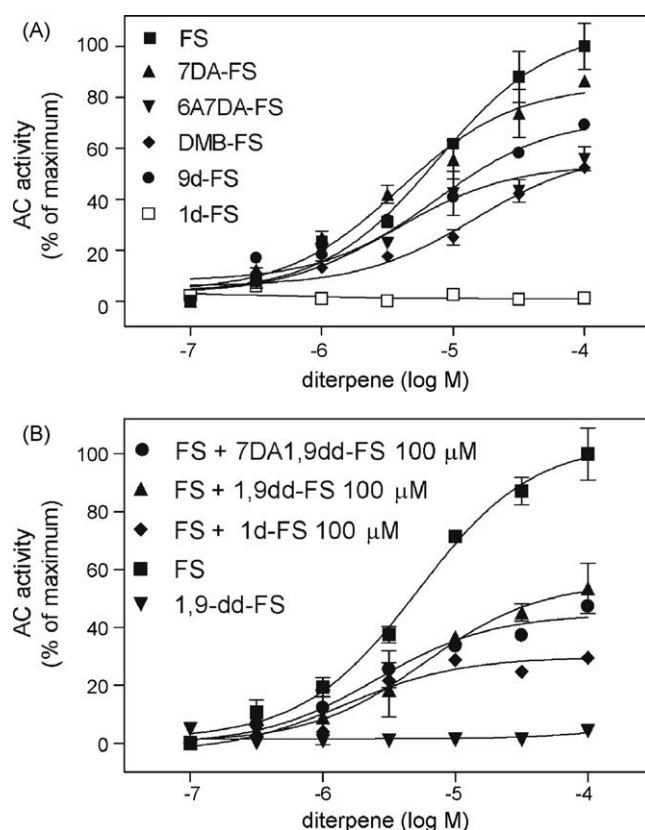 (A)
FS
7DA-FS
6A7DA-FS
DMB-FS
9d-FS
1d-FS
AC activity
(% of maximum)
100
80
60
40
20
0
-7
-6
-5
-4
diterpene (log M)
(B)
FS + 7DA1,9dd-FS 100 μM
FS + 1,9dd-FS 100 μM
FS + 1d-FS 100 μM
FS
1,9-dd-FS
AC activity
(% of maximum)
100
80
60
40
20
0
-7
-6
-5
-4
diterpene (log M)